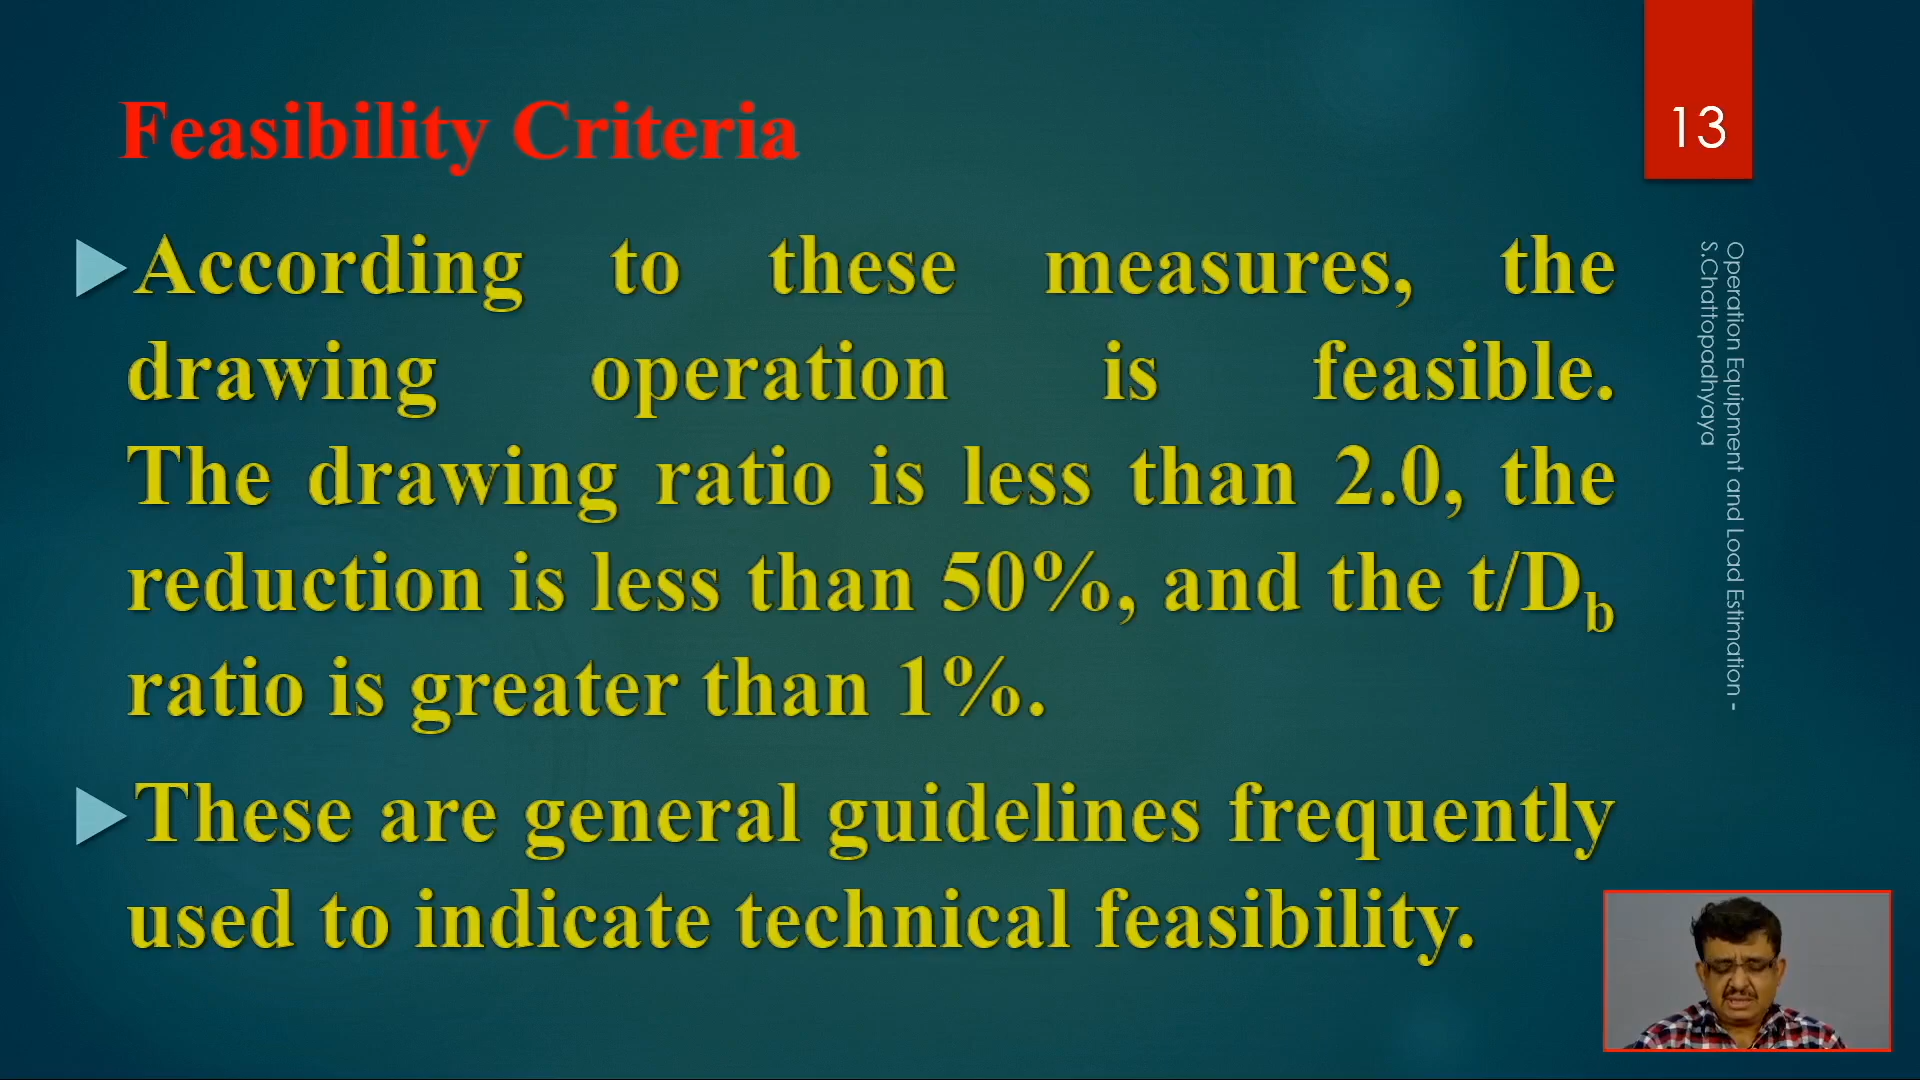 Feasibility Criteria
13
According to these measures, the
drawing operation is feasible.
The drawing ratio is less than 2.0, the
reduction is less than 50%, and the t/Db
ratio is greater than 1%.
These are general guidelines frequently
used to indicate technical feasibility.
Operation Equipment and Load Estimation -
S.Chattopadhyaya